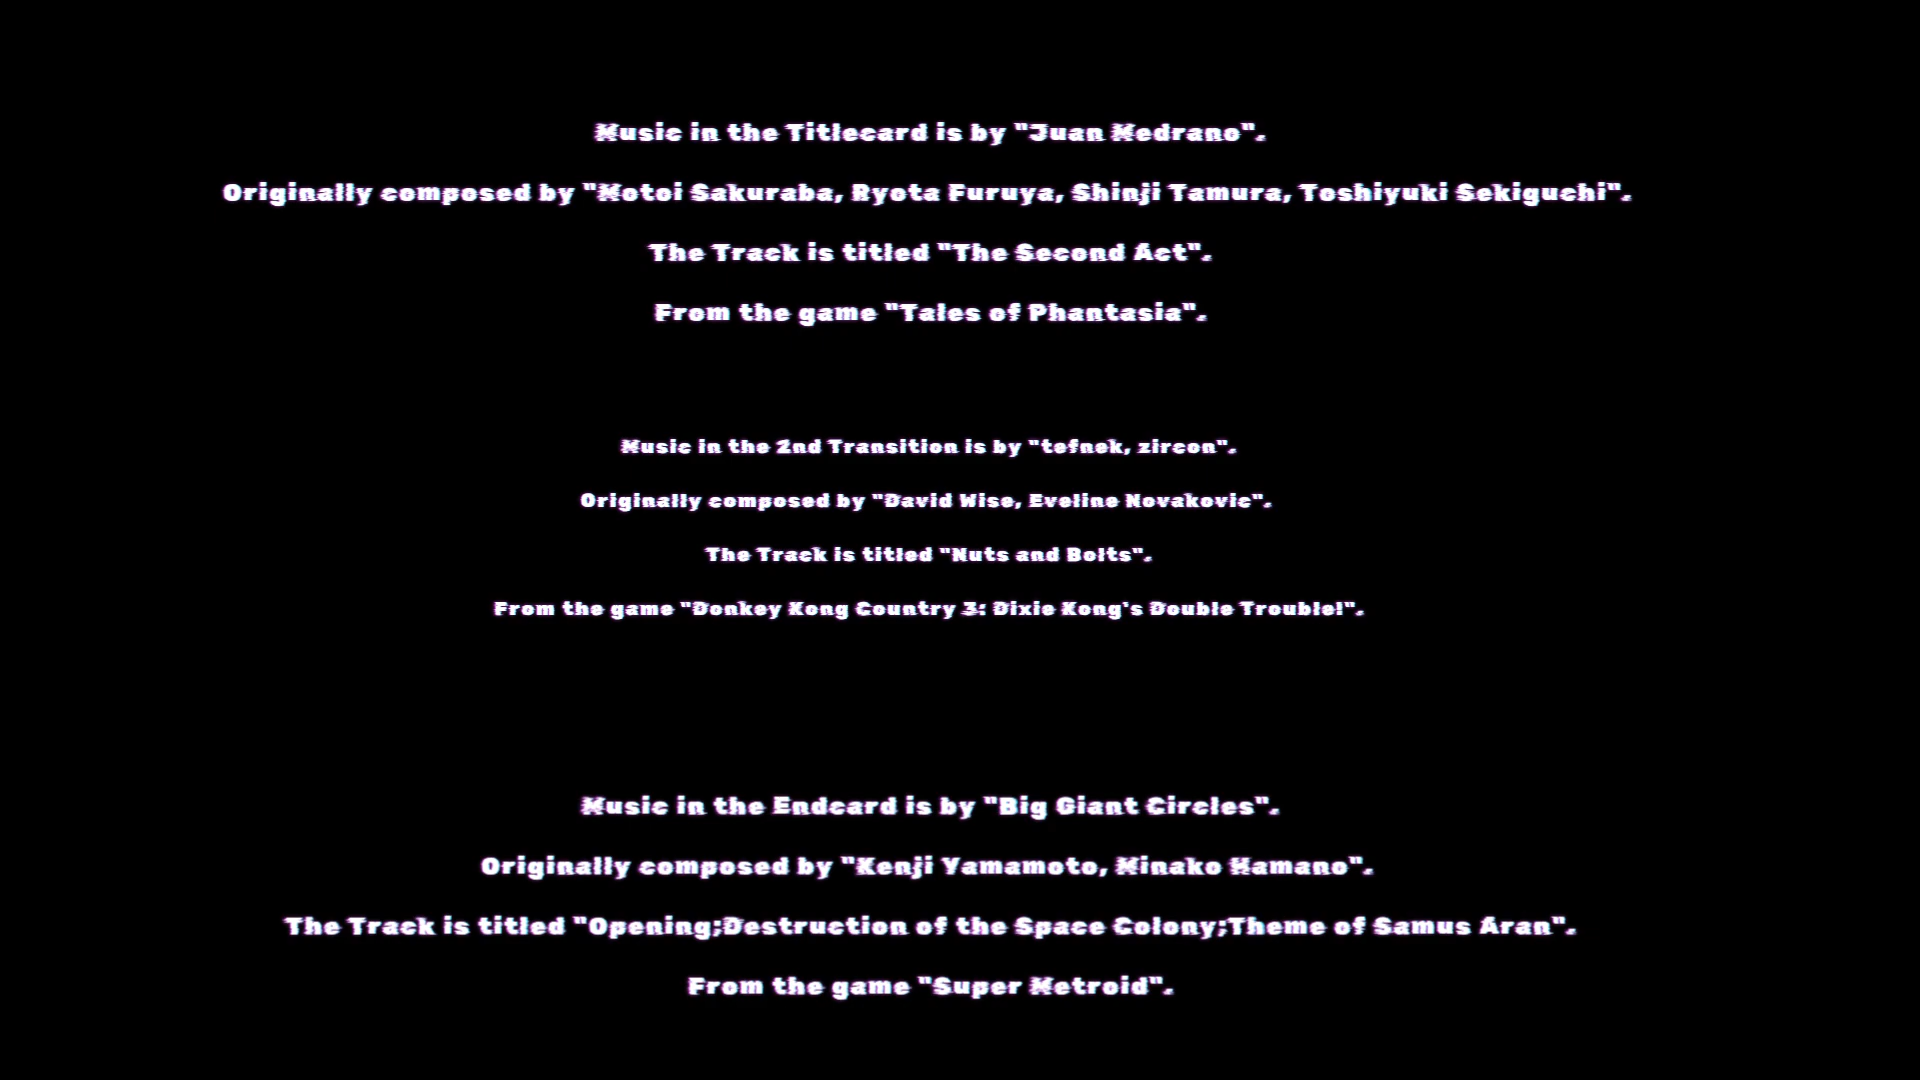 Music in the Titlecard is by "Juan Medrano".
Originally composed by "Motoi Sakuraba, Ryota Furuya, Shinji Tamura, Toshiyuki Sekiguchi".
The Track is titled "The Second Act".
From the game "Tales of Phantasia".
Music in the 2nd Transition is by "tefnek, zircon".
Originally composed by "David Wise, Eveline Novakovic".
The Track is titled "Nuts and Bolts".
From the game "Donkey Kong Country 3: Dixie Kong's Double Trouble!".
Music in the Endcard is by "Big Giant Circles".
Originally composed by "Kenji Yamamoto, Minako Hamano".
The Track is titled "Opening;Destruction of the Space Colony;Theme of Samus Aran".
From the game "Super Metroid".